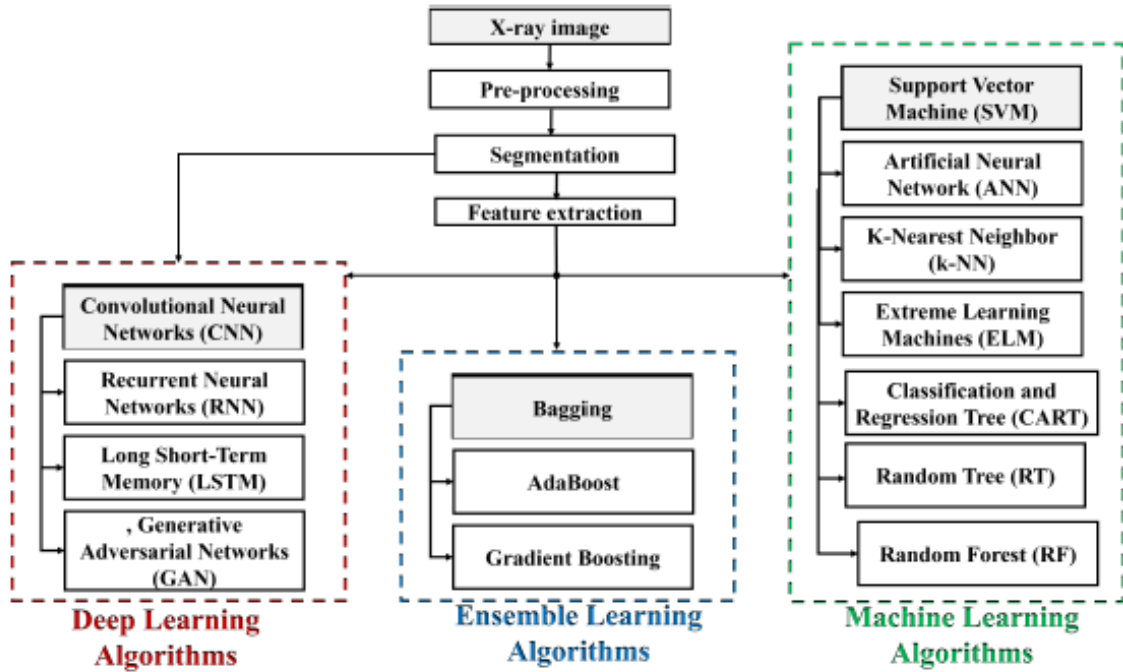 X-ray image
Pre-processing
Segmentation
Feature extraction
Convolutional Neural
Networks (CNN)
Recurrent Neural
Networks (RNN)
Long Short-Term
Memory (LSTM)
, Generative
Adversarial Networks
(GAN)
Deep Learning
Algorithms
Bagging
AdaBoost
Gradient Boosting
Ensemble Learning
Algorithms
Support Vector
Machine (SVM)
Artificial Neural
Network (ANN)
K-Nearest Neighbor
(k-NN)
Extreme Learning
Machines (ELM)
Classification and
Regression Tree (CART)
Random Tree (RT)
Random Forest (RF)
Machine Learning
Algorithms